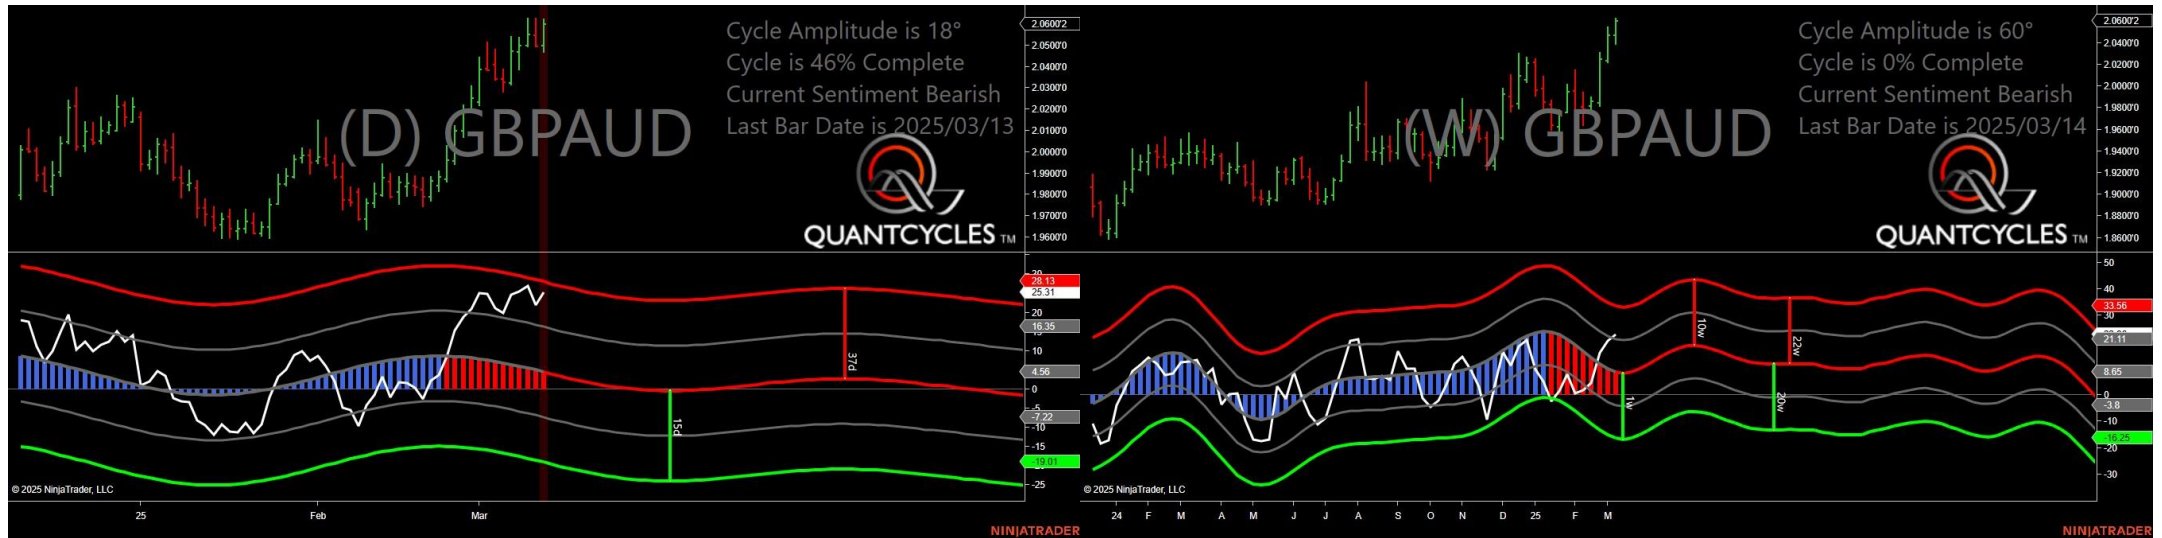 Cycle Amplitude is 18°
Cycle is 46% Complete
Current Sentiment Bearish
Last Bar Date is 2025/03/13
(D) GBPAUD
QUANTCYCLES TM
2.0600'2
2.0500'0
2.0400'0
2.0300'0
2.0200'0
2.0100'0
2.0000'0
1.9900'0
1.9800'0
1.9700'0
1.9600'0
28.13
25.31
20
16.35
10
4.56
0
-5
-7.22
-10
-15
-19.01
-25
37d
15d
© 2025 NinjaTrader, LLC
25
Feb
Mar
NINJATRADER
Cycle Amplitude is 60°
Cycle is 0% Complete
Current Sentiment Bearish
Last Bar Date is 2025/03/14
(W) GBPAUD
QUANTCYCLES TM
2.0600'2
2.0400'0
2.0200'0
2.0000'0
1.9800'0
1.9600'0
1.9400'0
1.9200'0
1.9000'0
1.8800'0
1.8600'0
50
40
33.56
30
21.11
8.65
0
-3.8
-10
-16.25
-20
-30
10w
22w
1w
20w
© 2025 NinjaTrader, LLC
24 F M A M J J A S O N D 25 F M
NINJATRADER